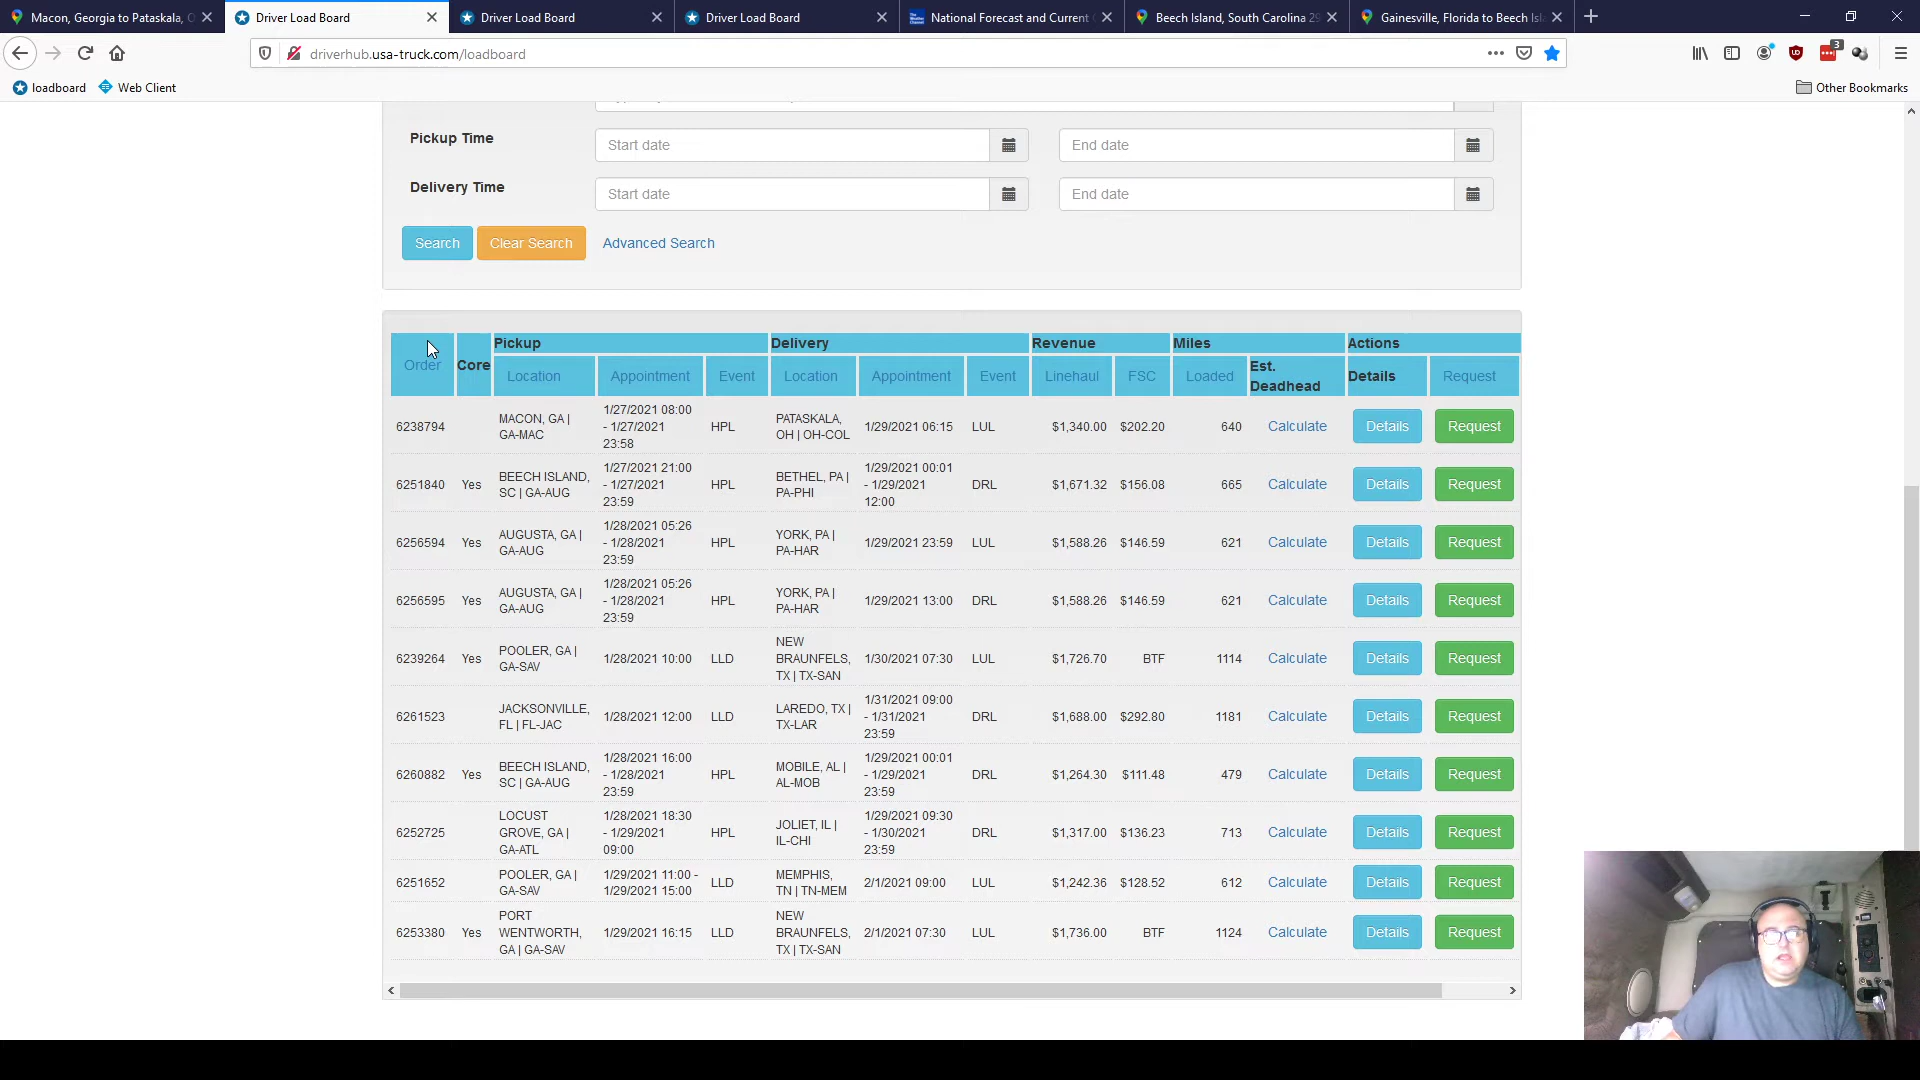 Macon, Georgia to Pataskala, O
Driver Load Board
Driver Load Board
Driver Load Board
National Forecast and Current
Beech Island, South Carolina 29
Gainesville, Florida to Beech Isl
driverhub.usa-truck.com/loadboard
3
loadboard
Web Client
Other Bookmarks
Pickup Time
Start date
End date
Delivery Time
Start date
End date
Search
Clear Search
Advanced Search
Order Core Pickup Delivery Revenue Miles Actions
Location Appointment Event Location Appointment Event Linehaul FSC Loaded Est. Deadhead Details Request
6238794 MACON, GA | GA-MAC 1/27/2021 08:00 - 1/27/2021 23:58 HPL PATASKALA, OH | OH-COL 1/29/2021 06:15 LUL $1,340.00 $202.20 640 Calculate Details Request
6251840 Yes BEECH ISLAND, SC | GA-AUG 1/27/2021 21:00 - 1/27/2021 23:59 HPL BETHEL, PA | PA-PHI 1/29/2021 00:01 - 1/29/2021 12:00 DRL $1,671.32 $156.08 665 Calculate Details Request
6256594 Yes AUGUSTA, GA | GA-AUG 1/28/2021 05:26 - 1/28/2021 23:59 HPL YORK, PA | PA-HAR 1/29/2021 23:59 LUL $1,588.26 $146.59 621 Calculate Details Request
6256595 Yes AUGUSTA, GA | GA-AUG 1/28/2021 05:26 - 1/28/2021 23:59 HPL YORK, PA | PA-HAR 1/29/2021 13:00 DRL $1,588.26 $146.59 621 Calculate Details Request
6239264 Yes POOLER, GA | GA-SAV 1/28/2021 10:00 LLD NEW BRAUNFELS, TX | TX-SAN 1/30/2021 07:30 LUL $1,726.70 BTF 1114 Calculate Details Request
6261523 JACKSONVILLE, FL | FL-JAC 1/28/2021 12:00 LLD LAREDO, TX | TX-LAR 1/31/2021 09:00 - 1/31/2021 23:59 DRL $1,688.00 $292.80 1181 Calculate Details Request
6260882 Yes BEECH ISLAND, SC | GA-AUG 1/28/2021 16:00 - 1/28/2021 23:59 HPL MOBILE, AL | AL-MOB 1/29/2021 00:01 - 1/29/2021 23:59 DRL $1,264.30 $111.48 479 Calculate Details Request
6252725 LOCUST GROVE, GA | GA-ATL 1/28/2021 18:30 - 1/29/2021 09:00 HPL JOLIET, IL | IL-CHI 1/29/2021 09:30 - 1/30/2021 23:59 DRL $1,317.00 $136.23 713 Calculate Details Request
6251652 POOLER, GA | GA-SAV 1/29/2021 11:00 - 1/29/2021 15:00 LLD MEMPHIS, TN | TN-MEM 2/1/2021 09:00 LUL $1,242.36 $128.52 612 Calculate Details Request
6253380 Yes PORT WENTWORTH, GA | GA-SAV 1/29/2021 16:15 LLD NEW BRAUNFELS, TX | TX-SAN 2/1/2021 07:30 LUL $1,736.00 BTF 1124 Calculate Details Request